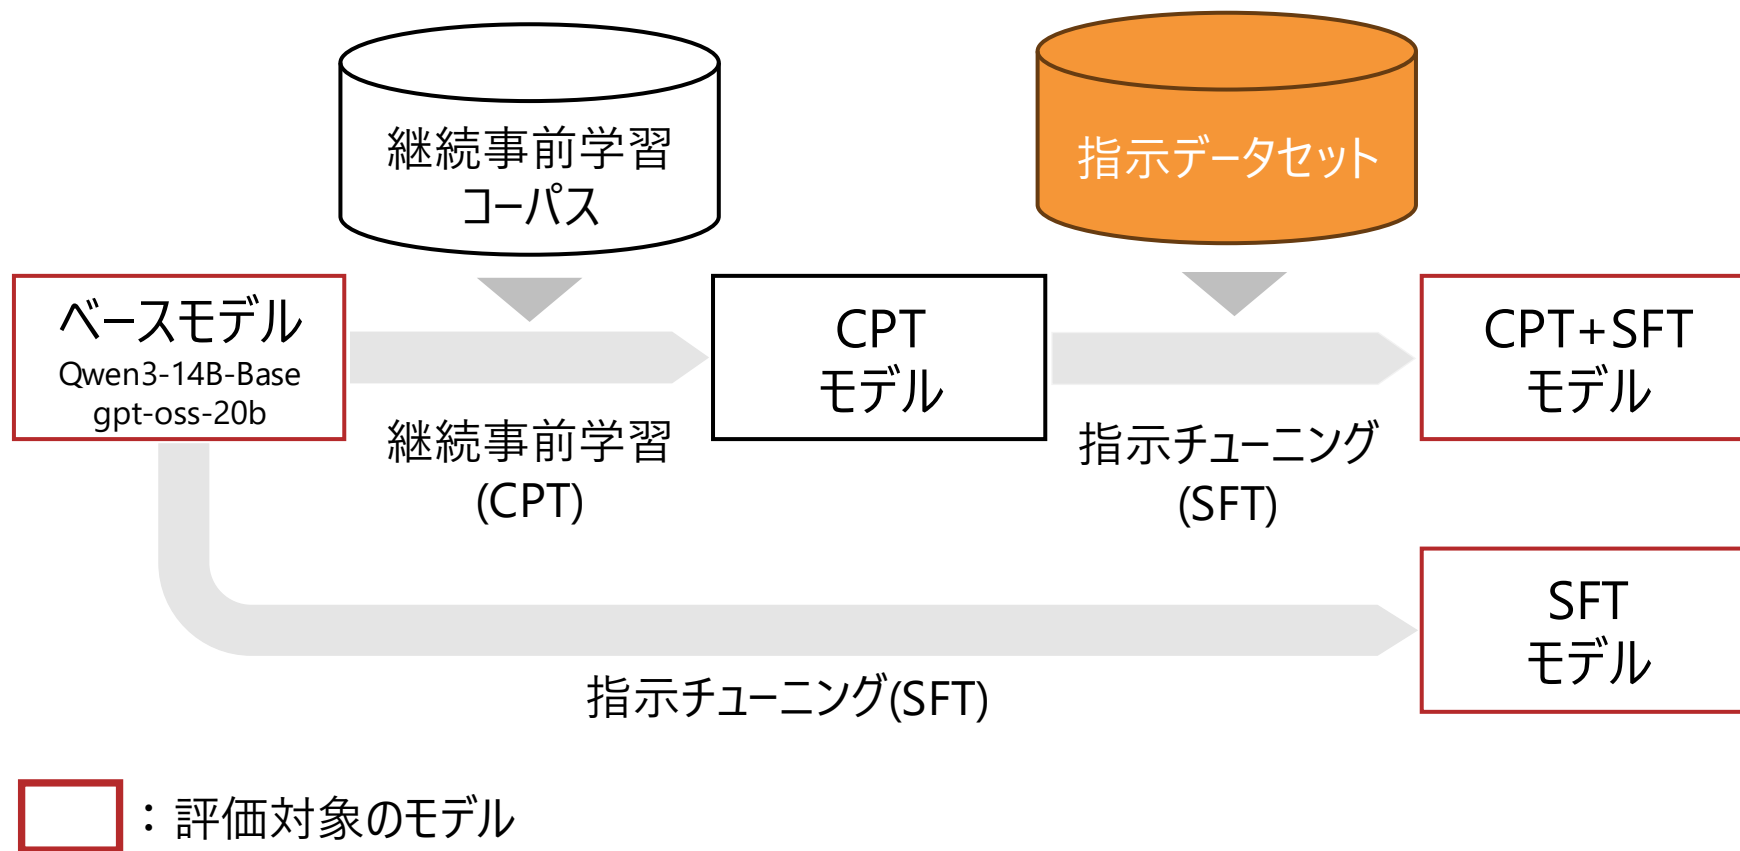 継続事前学習
コーパス
指示データセット
ベースモデル
Qwen3-14B-Base
gpt-oss-20b
継続事前学習
(CPT)
CPT
モデル
指示チューニング
(SFT)
CPT+SFT
モデル
指示チューニング(SFT)
SFT
モデル
：評価対象のモデル